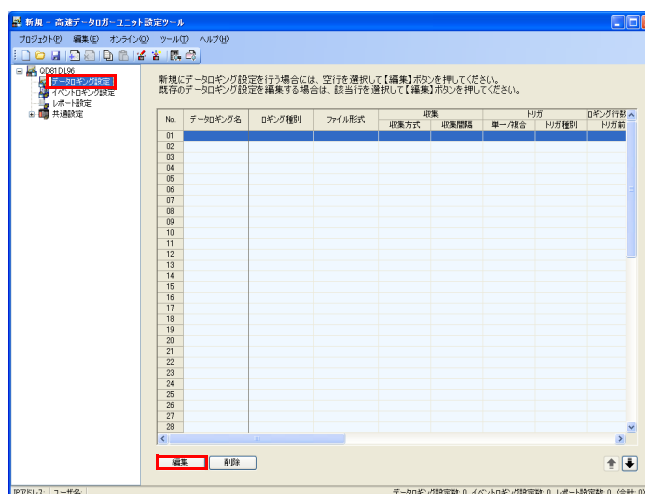 新規 - 高速データロガーユニット設定ツール
プロジェクト(P) 編集(E) オンライン(O) ツール(T) ヘルプ(H)
QD81DL96
データロギング設定
イベントロギング設定
レポート設定
共通設定
新規にデータロギング設定を行う場合には、空行を選択して【編集】ボタンを押してください。
既存のデータロギング設定を編集する場合は、該当行を選択して【編集】ボタンを押してください。
No. データロギング名 ロギング種別 ファイル形式 収集 トリガ ロギング行数
収集方式 収集間隔 単一/複合 トリガ種別 トリガ前
01
02
03
04
05
06
07
08
09
10
11
12
13
14
15
16
17
18
19
20
21
22
23
24
25
26
27
28
編集 削除
IPアドレス: ユーザ名: データロギング設定数: 0 イベントロギング設定数: 0 レポート設定数: 0 (合計: 0)